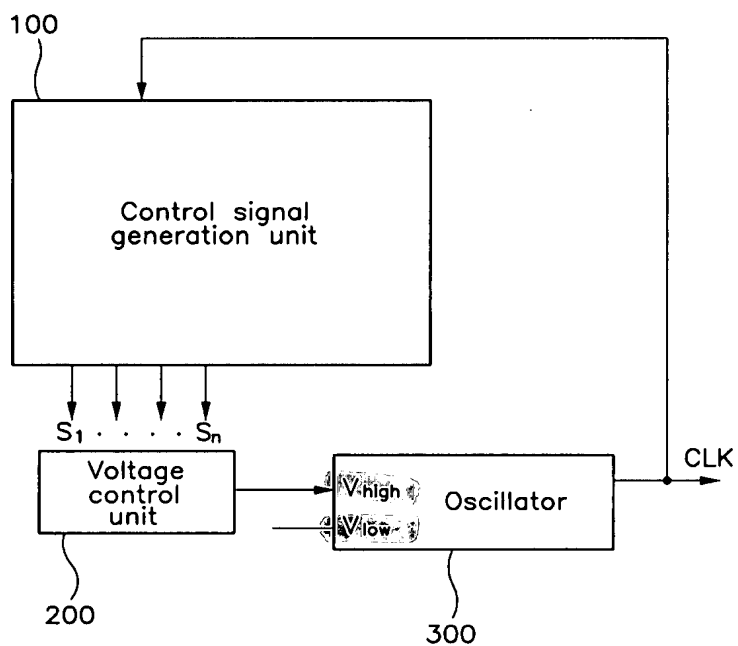 100
Control signal
generation unit
S1 . . . . Sn
Voltage
control
unit
Vhigh
Vlow
Oscillator
CLK
200
300